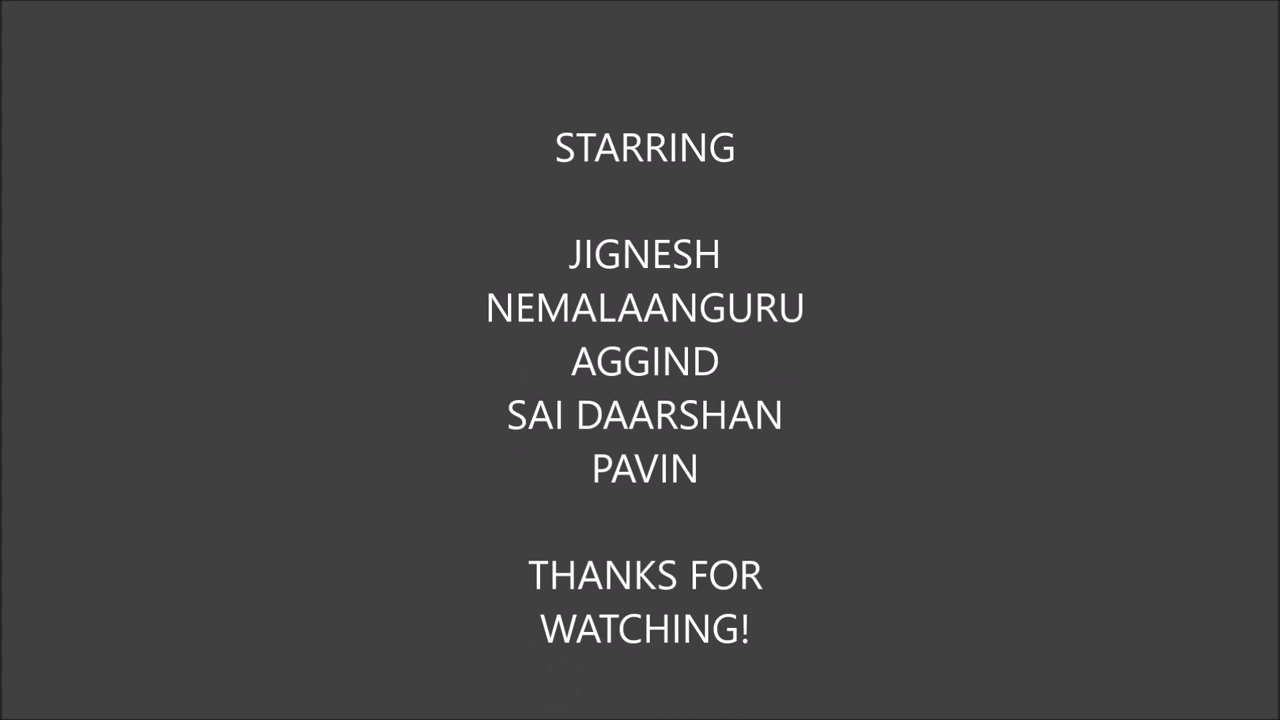 STARRING
JIGNESH
NEMALAANGURU
AGGIND
SAI DAARSHAN
PAVIN
THANKS FOR
WATCHING!